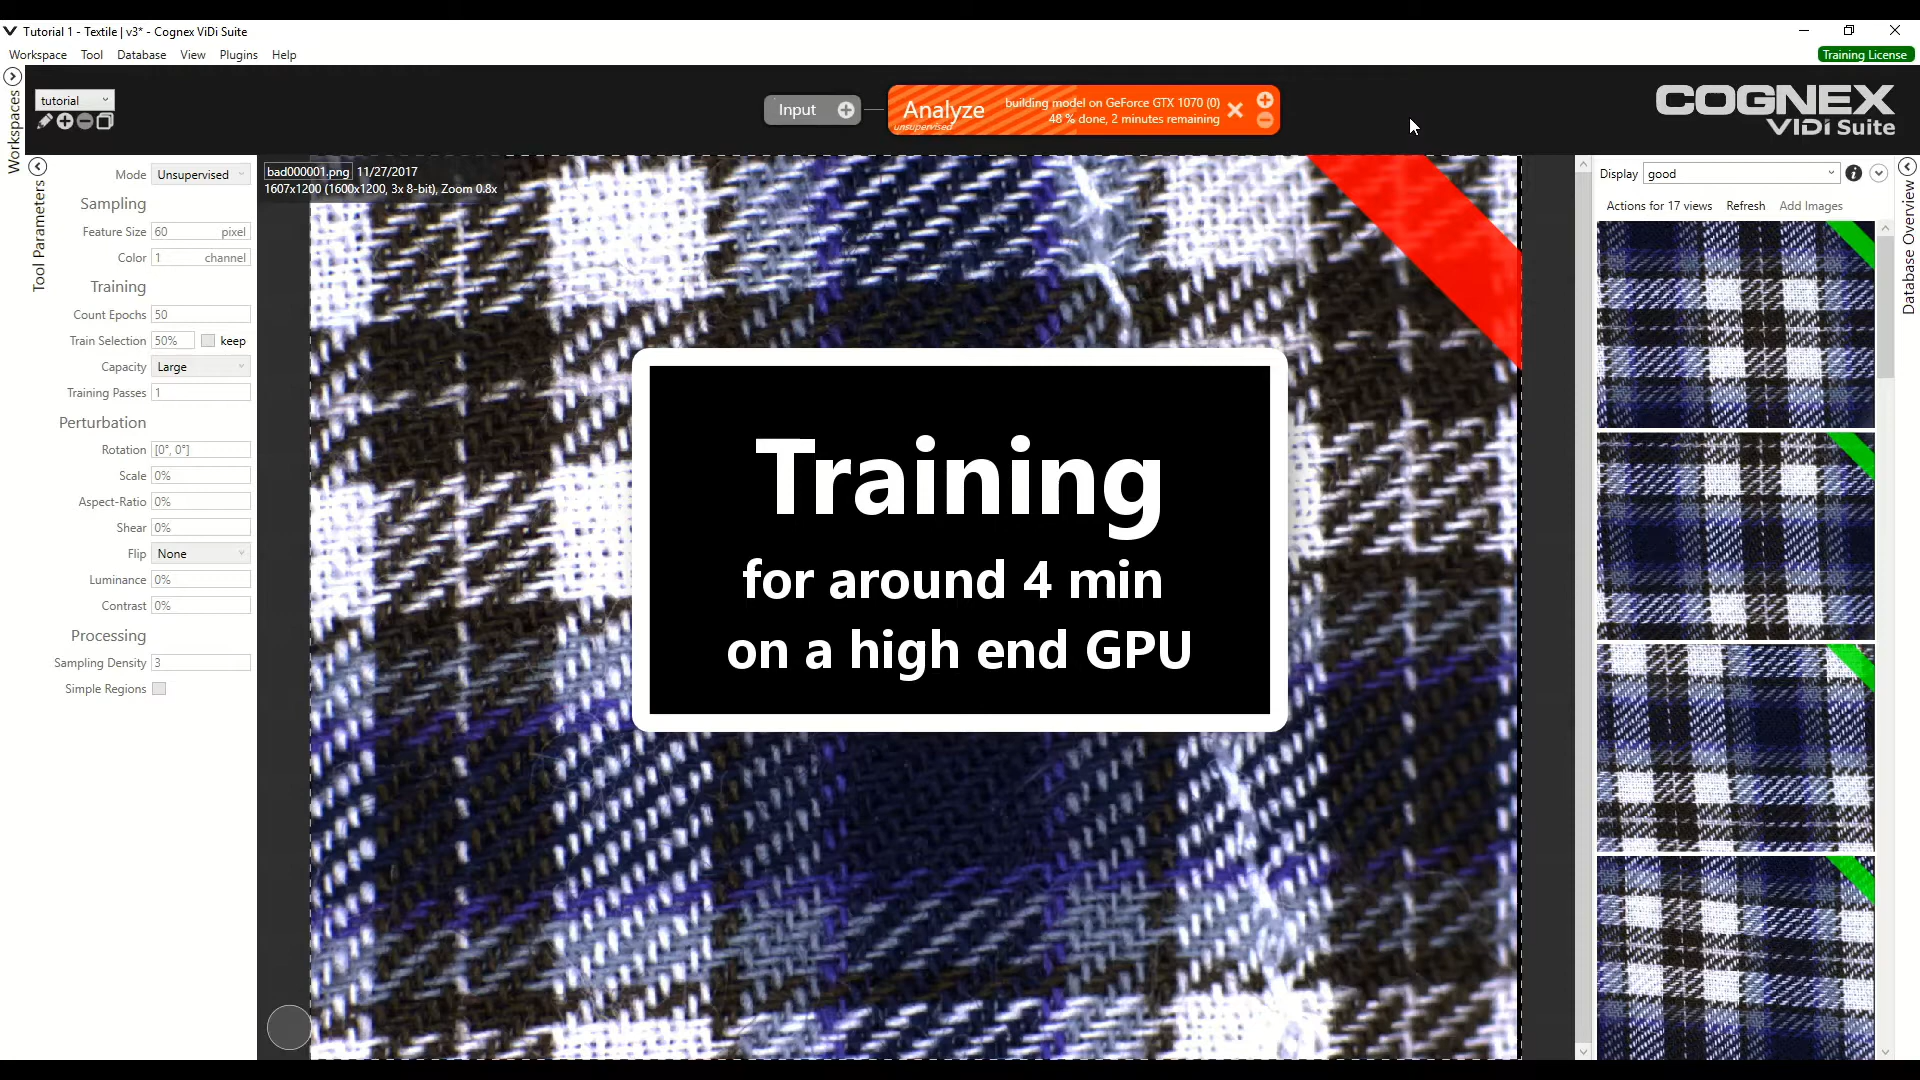 Tutorial 1 - Textile | v3* - Cognex ViDi Suite
Workspace Tool Database View Plugins Help
Training License
Workspaces
tutorial
Input
Analyze
unsupervised
building model on GeForce GTX 1070 (0)
48 % done, 2 minutes remaining
COGNEX
ViDi Suite
Tool Parameters
Mode Unsupervised
Sampling
Feature Size 60 pixel
Color 1 channel
Training
Count Epochs 50
Train Selection 50% keep
Capacity Large
Training Passes 1
Perturbation
Rotation [0°, 0°]
Scale 0%
Aspect-Ratio 0%
Shear 0%
Flip None
Luminance 0%
Contrast 0%
Processing
Sampling Density 3
Simple Regions
bad000001.png 11/27/2017
1607x1200 (1600x1200, 3x 8-bit), Zoom 0.8x
Training
for around 4 min
on a high end GPU
Display good
Actions for 17 views Refresh Add Images
Database Overview